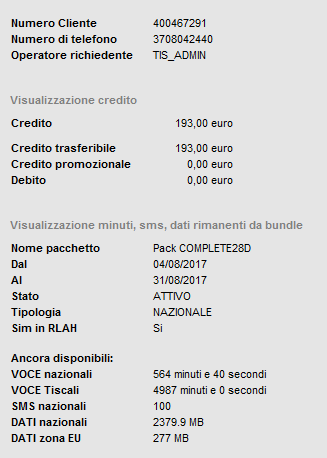 Numero Cliente 400467291
Numero di telefono 3708042440
Operatore richiedente TIS_ADMIN
Visualizzazione credito
Credito 193,00 euro
Credito trasferibile 193,00 euro
Credito promozionale 0,00 euro
Debito 0,00 euro
Visualizzazione minuti, sms, dati rimanenti da bundle
Nome pacchetto Pack COMPLETE28D
Dal 04/08/2017
Al 31/08/2017
Stato ATTIVO
Tipologia NAZIONALE
Sim in RLAH Si
Ancora disponibili:
VOCE nazionali 564 minuti e 40 secondi
VOCE Tiscali 4987 minuti e 0 secondi
SMS nazionali 100
DATI nazionali 2379.9 MB
DATI zona EU 277 MB